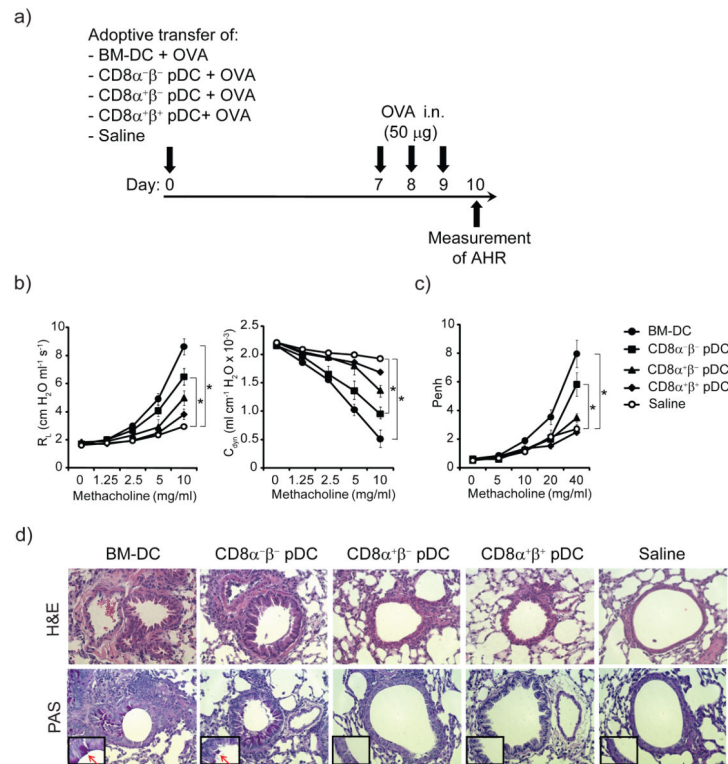 a)
Adoptive transfer of:
- BM-DC + OVA
- CD8α⁻β⁻ pDC + OVA
- CD8α⁺β⁻ pDC + OVA
- CD8α⁺β⁺ pDC+ OVA
- Saline
OVA i.n.
(50 μg)
Day: 0 7 8 9 10
Measurement
of AHR
b)
R_L (cm H₂O ml⁻¹ s⁻¹)
10
8
6
4
2
0
0 1.25 2.5 5 10
Methacholine (mg/ml)
*
*
C_dyn (ml cm⁻¹ H₂O x 10⁻³)
2.5
2.0
1.5
1.0
0.5
0
0 1.25 2.5 5 10
Methacholine (mg/ml)
*
*
c)
Penh
10
8
6
4
2
0
0 5 10 20 40
Methacholine (mg/ml)
*
*
BM-DC
CD8α⁻β⁻ pDC
CD8α⁺β⁻ pDC
CD8α⁺β⁺ pDC
Saline
d)
BM-DC CD8α⁻β⁻ pDC CD8α⁺β⁻ pDC CD8α⁺β⁺ pDC Saline
H&E
PAS